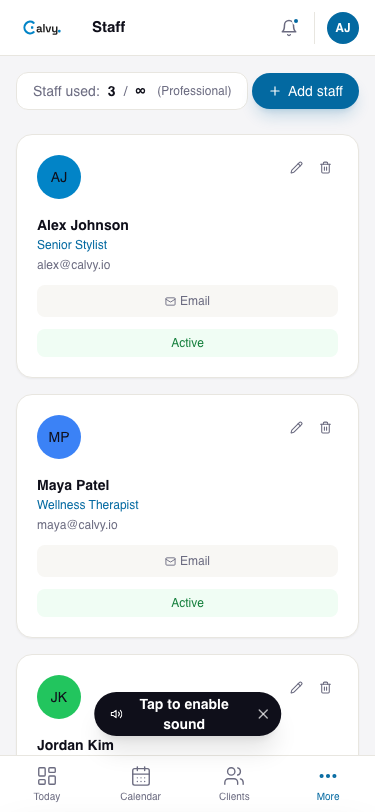 Calvy.
Staff
AJ
Staff used: 3 / ∞ (Professional)
+ Add staff
AJ
Alex Johnson
Senior Stylist
alex@calvy.io
Email
Active
MP
Maya Patel
Wellness Therapist
maya@calvy.io
Email
Active
JK
Jordan Kim
Tap to enable
sound
Today
Calendar
Clients
More